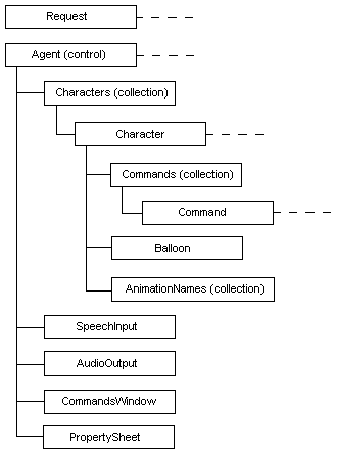 Request
Agent (control)
Characters (collection)
Character
Commands (collection)
Command
Balloon
AnimationNames (collection)
SpeechInput
AudioOutput
CommandsWindow
PropertySheet